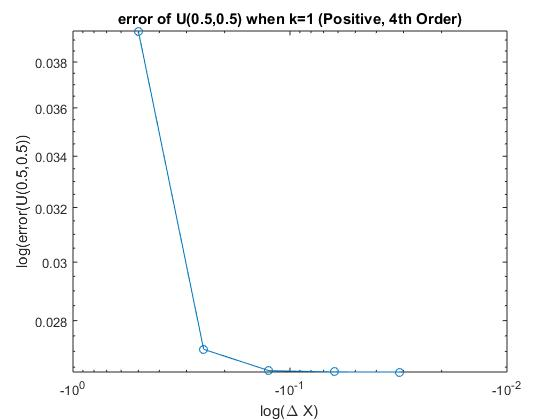 error of U(0.5,0.5) when k=1 (Positive, 4th Order)
log(error(U(0.5,0.5))
0.038
0.036
0.034
0.032
0.03
0.028
-10^0 -10^-1 -10^-2
log(Δ X)